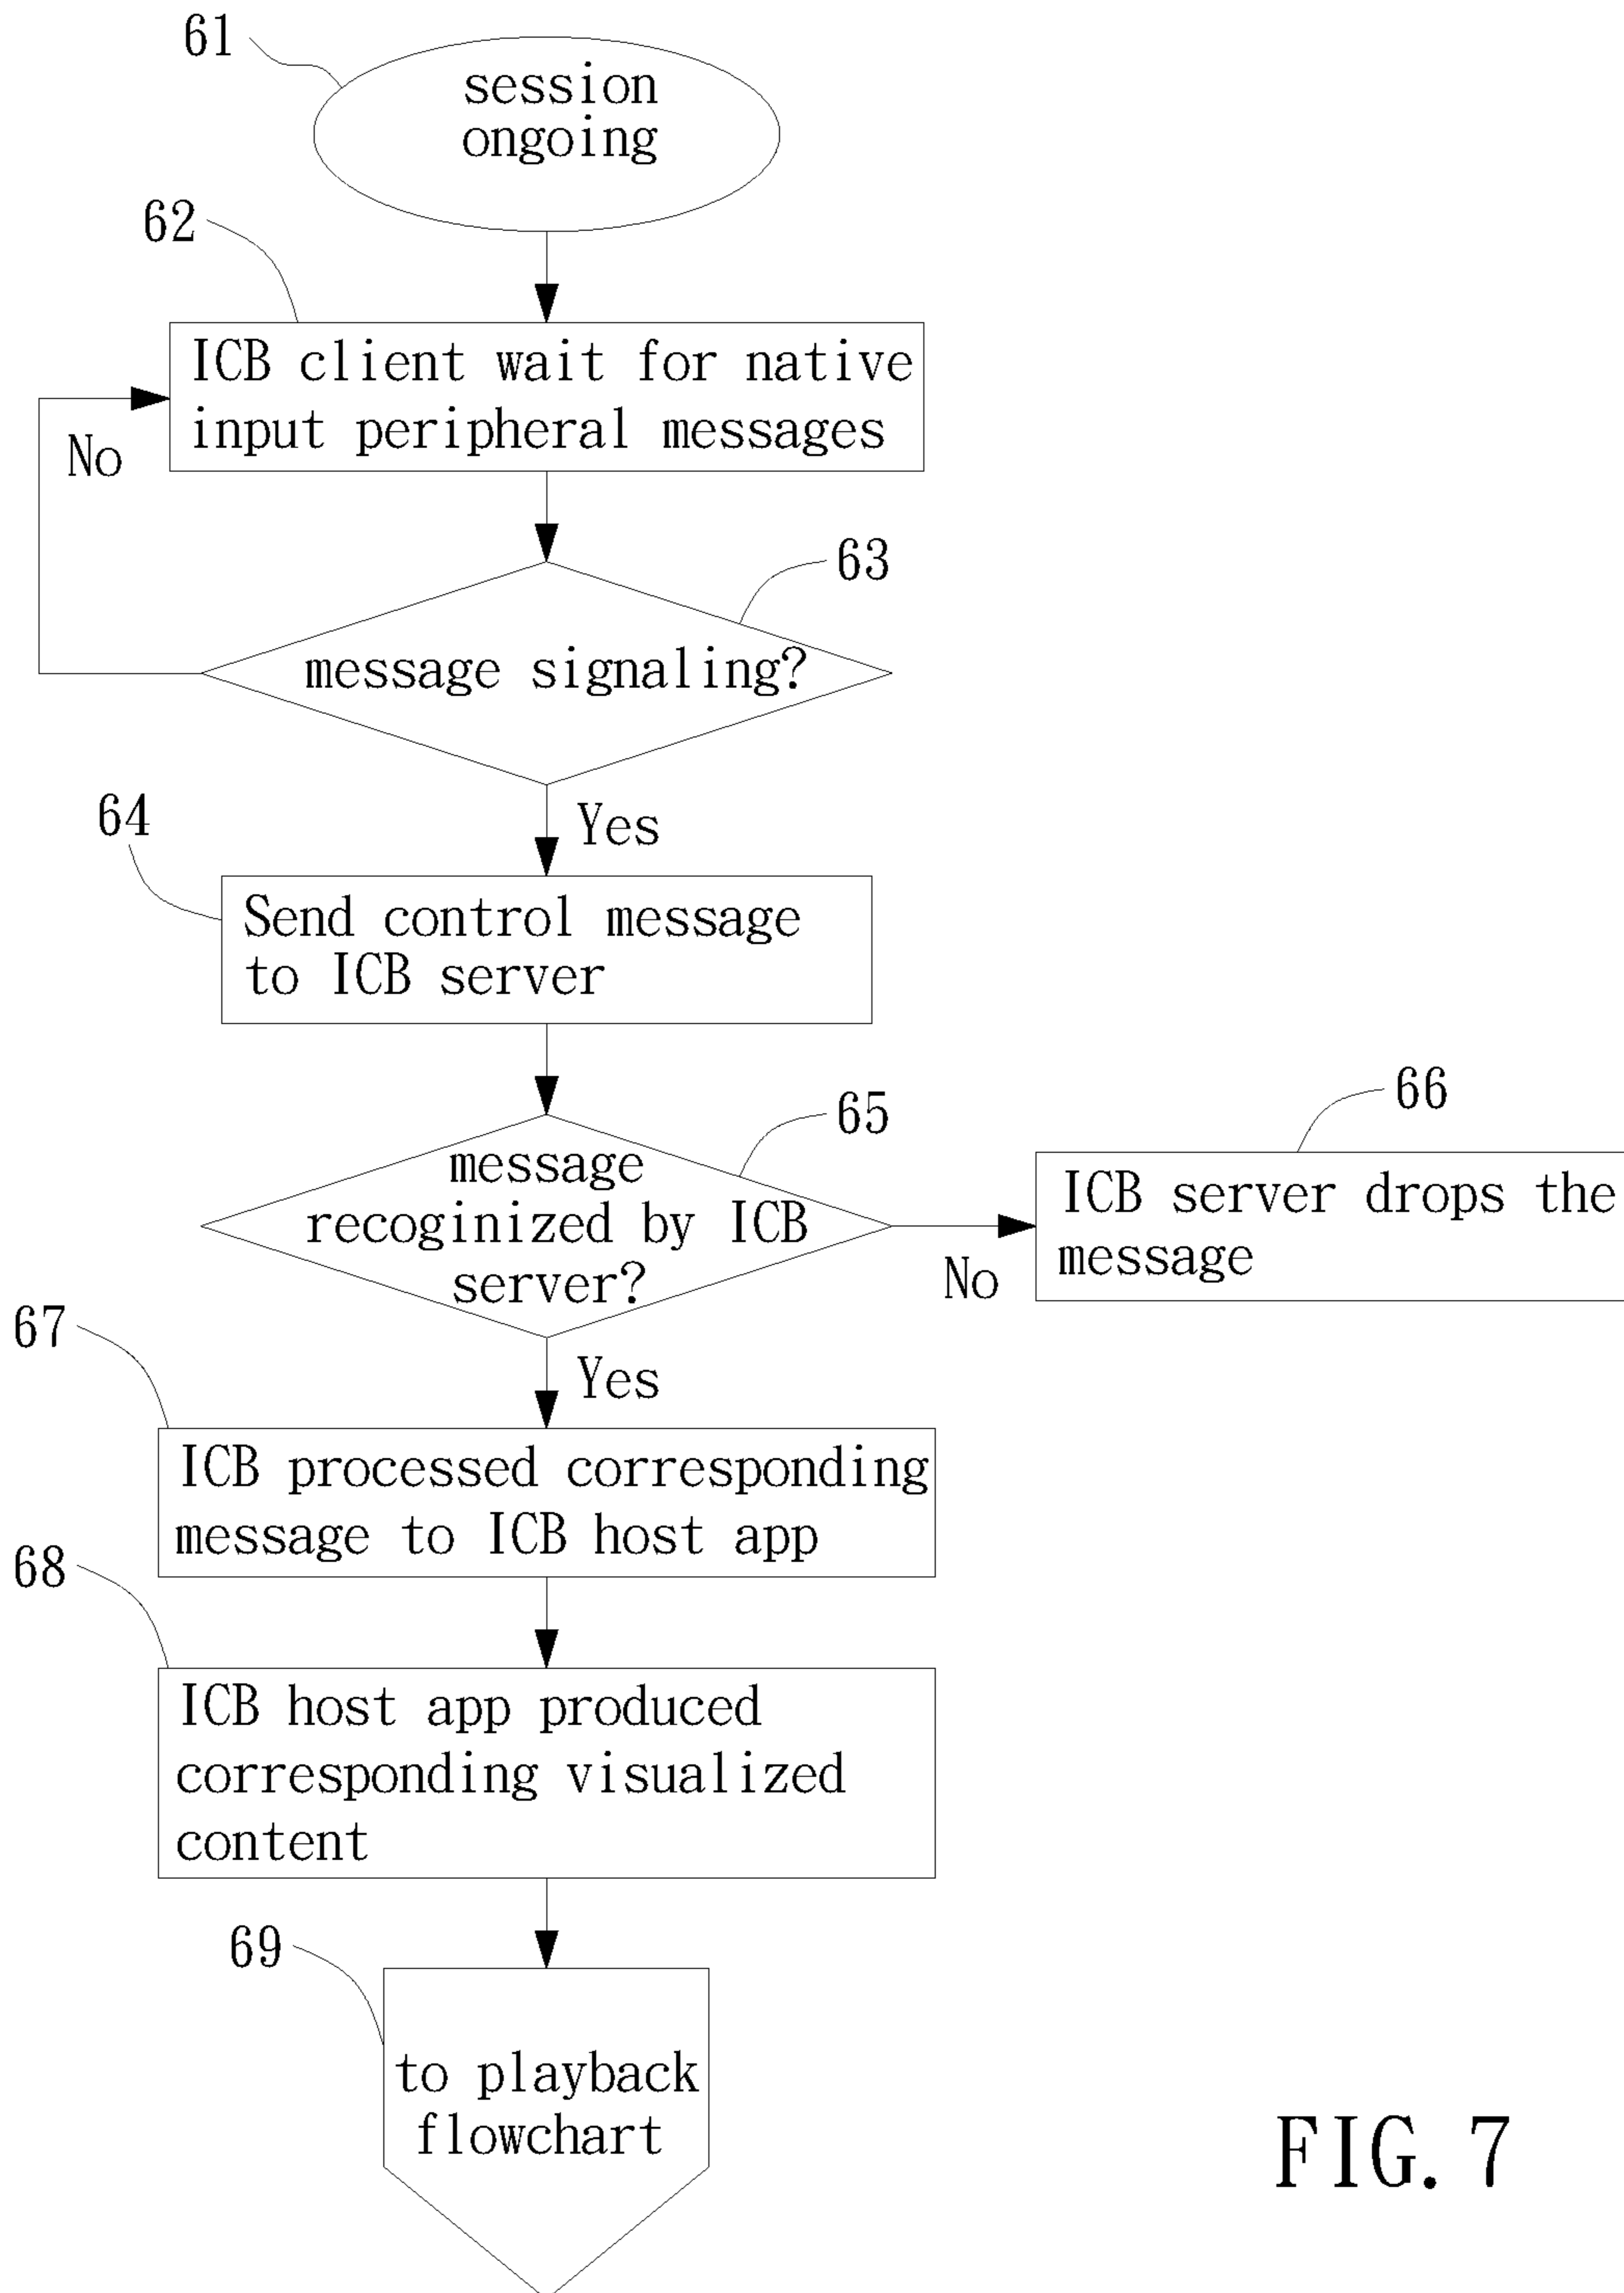 61
session
ongoing
62
ICB client wait for native
input peripheral messages
No
63
message signaling?
Yes
64
Send control message
to ICB server
65
message
recoginized by ICB
server?
66
ICB server drops the
message
No
Yes
67
ICB processed corresponding
message to ICB host app
68
ICB host app produced
corresponding visualized
content
69
to playback
flowchart
FIG. 7